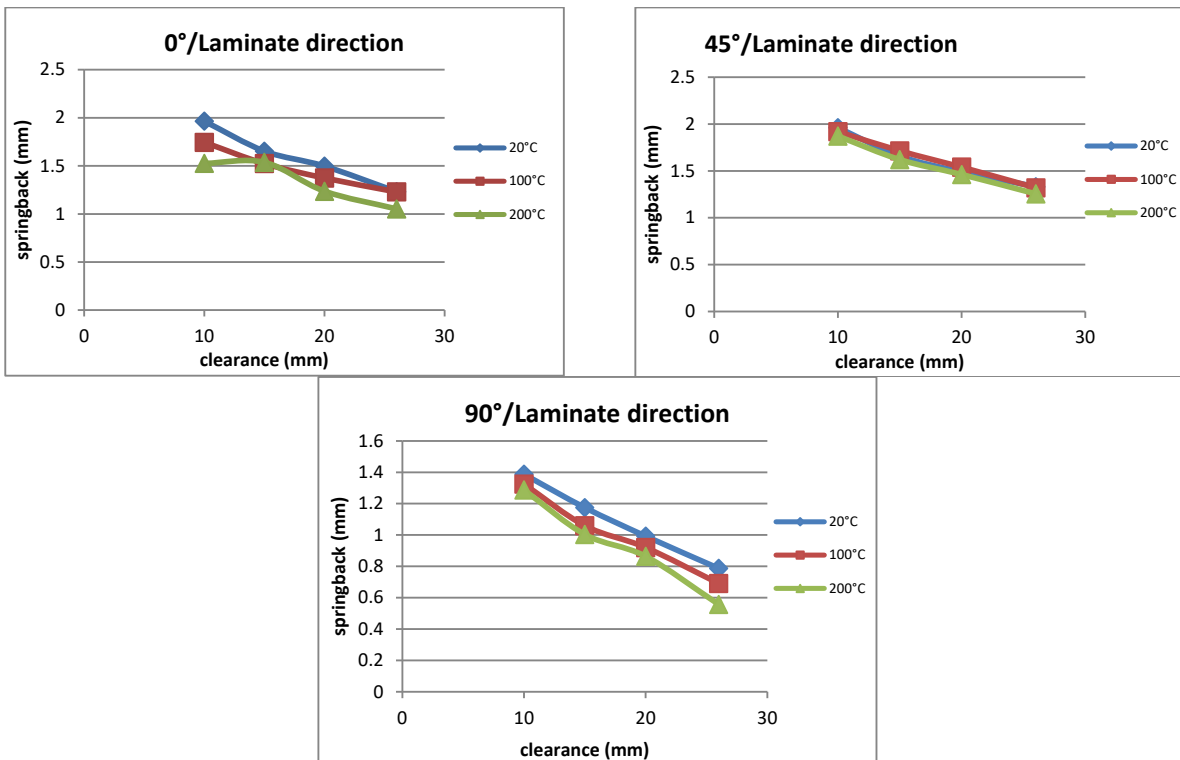 0°/Laminate direction
springback (mm)
2.5
2
1.5
1
0.5
0
0
10
20
30
clearance (mm)
20°C
100°C
200°C
45°/Laminate direction
springback (mm)
2.5
2
1.5
1
0.5
0
0
10
20
30
clearance (mm)
20°C
100°C
200°C
90°/Laminate direction
springback (mm)
1.6
1.4
1.2
1
0.8
0.6
0.4
0.2
0
0
10
20
30
clearance (mm)
20°C
100°C
200°C